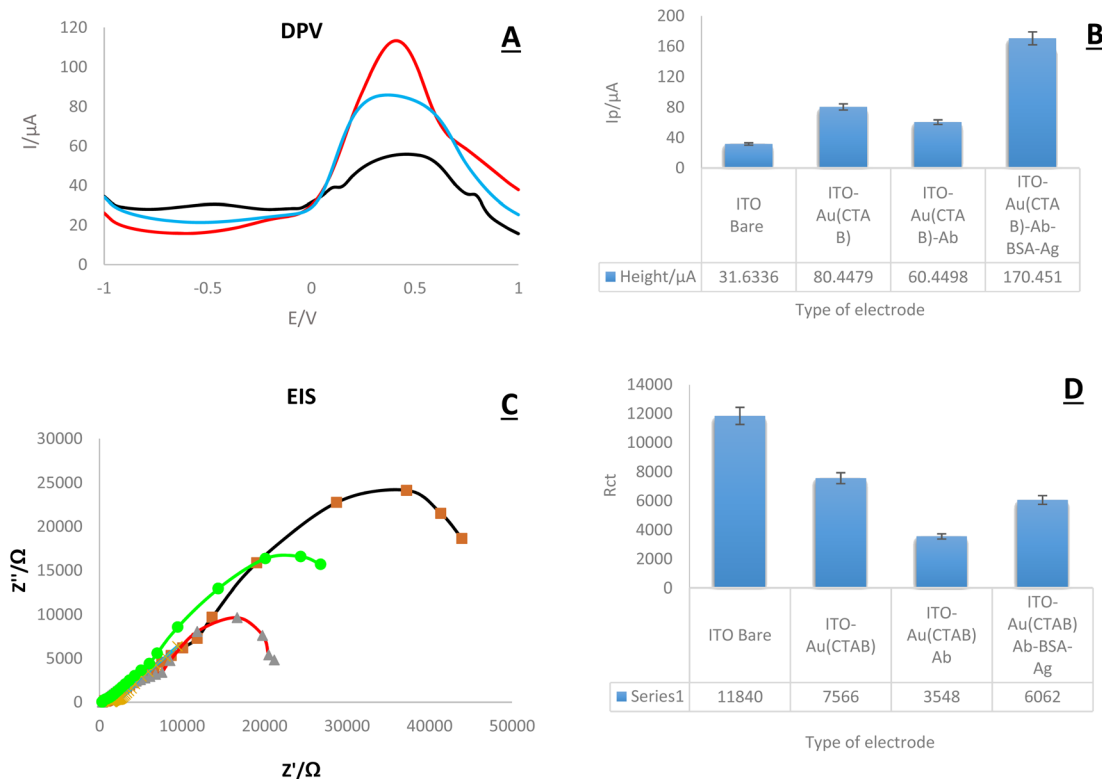 DPV
A
120
100
80
60
40
20
0
I/µA
-1
-0.5
0
0.5
1
E/V
B
200
160
120
80
40
0
Ip/µA
ITO
Bare
ITO-
Au(CTA
B)
ITO-
Au(CTA
B)-Ab
ITO-
Au(CTA
B)-Ab-
BSA-Ag
Height/µA 31.6336 80.4479 60.4498 170.451
Type of electrode
EIS
C
30000
25000
20000
15000
10000
5000
0
Z''/Ω
0 10000 20000 30000 40000 50000
Z'/Ω
D
14000
12000
10000
8000
6000
4000
2000
0
Rct
ITO Bare
ITO-
Au(CTAB)
ITO-
Au(CTAB)
Ab
ITO-
Au(CTAB)
Ab-BSA-
Ag
Series1 11840 7566 3548 6062
Type of electrode